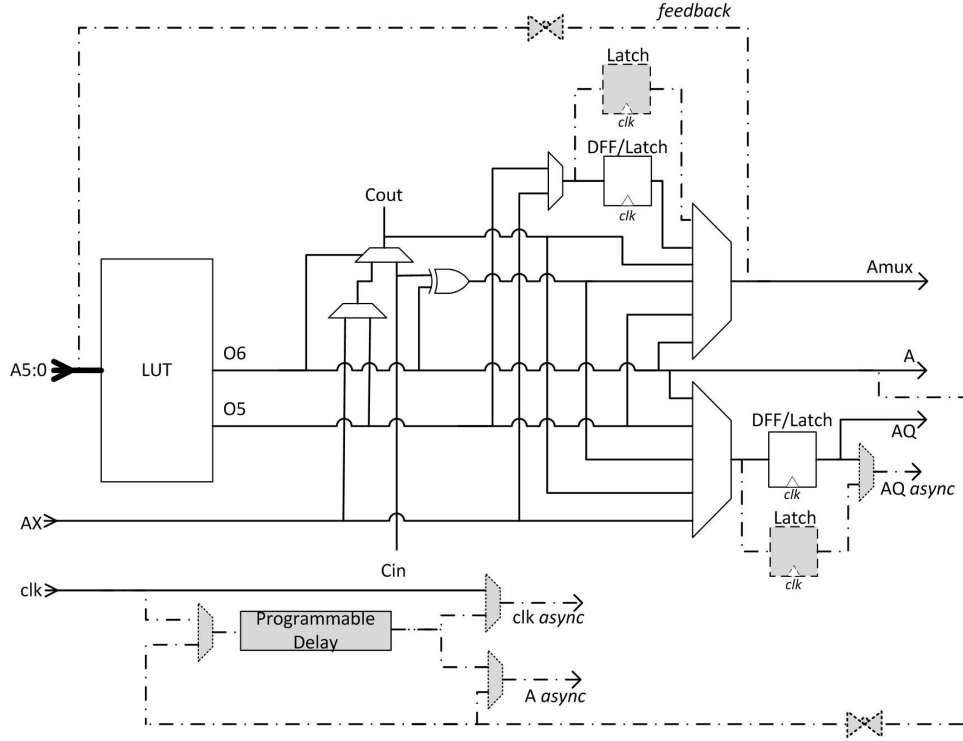 feedback
Latch
clk
DFF/Latch
clk
Cout
Amux
A5:0
LUT
O6
A
O5
DFF/Latch
AQ
clk
AQ async
AX
Latch
Cin
clk
clk
Programmable
Delay
clk async
A async